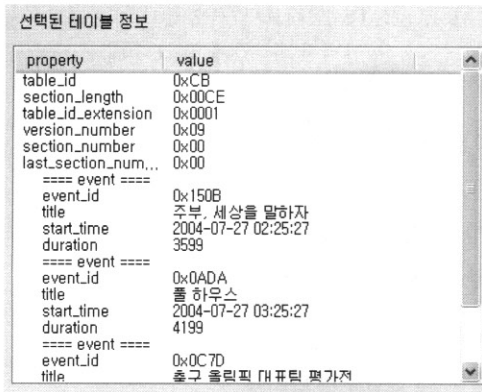 선택된 테이블 정보
property value
table_id 0xCB
section_length 0x00CE
table_id_extension 0x0001
version_number 0x09
section_number 0x00
last_section_num... 0x00
==== event ====
event_id 0x150B
title 주부, 세상을 말하자
start_time 2004-07-27 02:25:27
duration 3599
==== event ====
event_id 0x0ADA
title 풀 하우스
start_time 2004-07-27 03:25:27
duration 4199
==== event ====
event_id 0x0C7D
title 축구 올림픽 대표팀 평가전